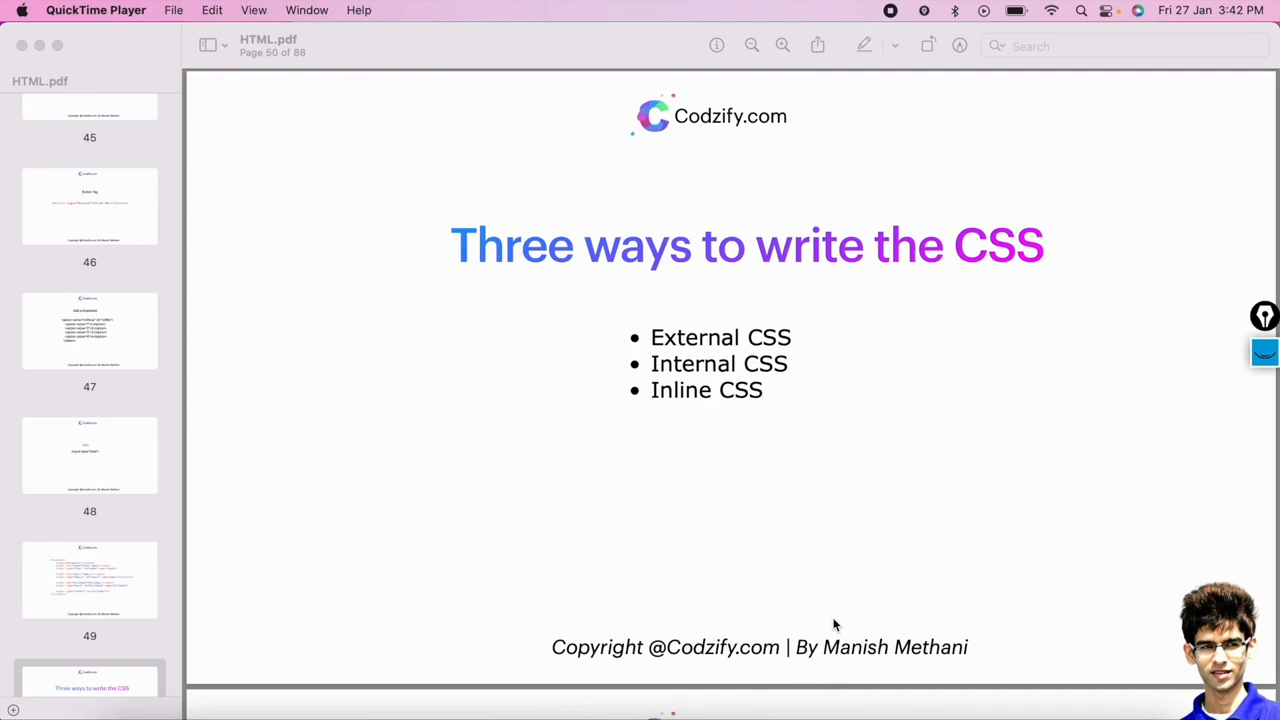 QuickTime Player File Edit View Window Help Fri 27 Jan 3:42 PM
HTML.pdf
Page 50 of 88
Search
HTML.pdf
45
Button Tag
46
47
48
49
Three ways to write the CSS
Codzify.com
Three ways to write the CSS
• External CSS
• Internal CSS
• Inline CSS
Copyright @Codzify.com | By Manish Methani